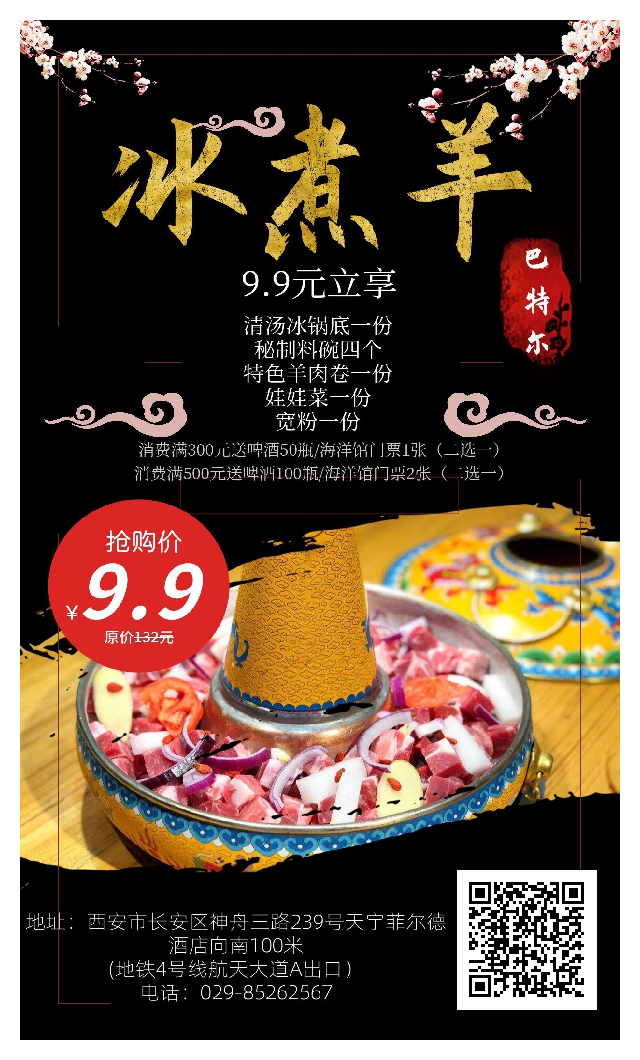 冰煮羊
巴特尔
9.9元立享
清汤冰锅底一份
秘制料碗四个
特色羊肉卷一份
娃娃菜一份
宽粉一份
消费满300元送啤酒50瓶/海洋馆门票1张（二选一）
消费满500元送啤酒100瓶/海洋馆门票2张（二选一）
抢购价
¥9.9
原价132元
地址：西安市长安区神舟三路239号天宇菲尔德
酒店向南100米
(地铁4号线航天大道A出口)
电话：029-85262567